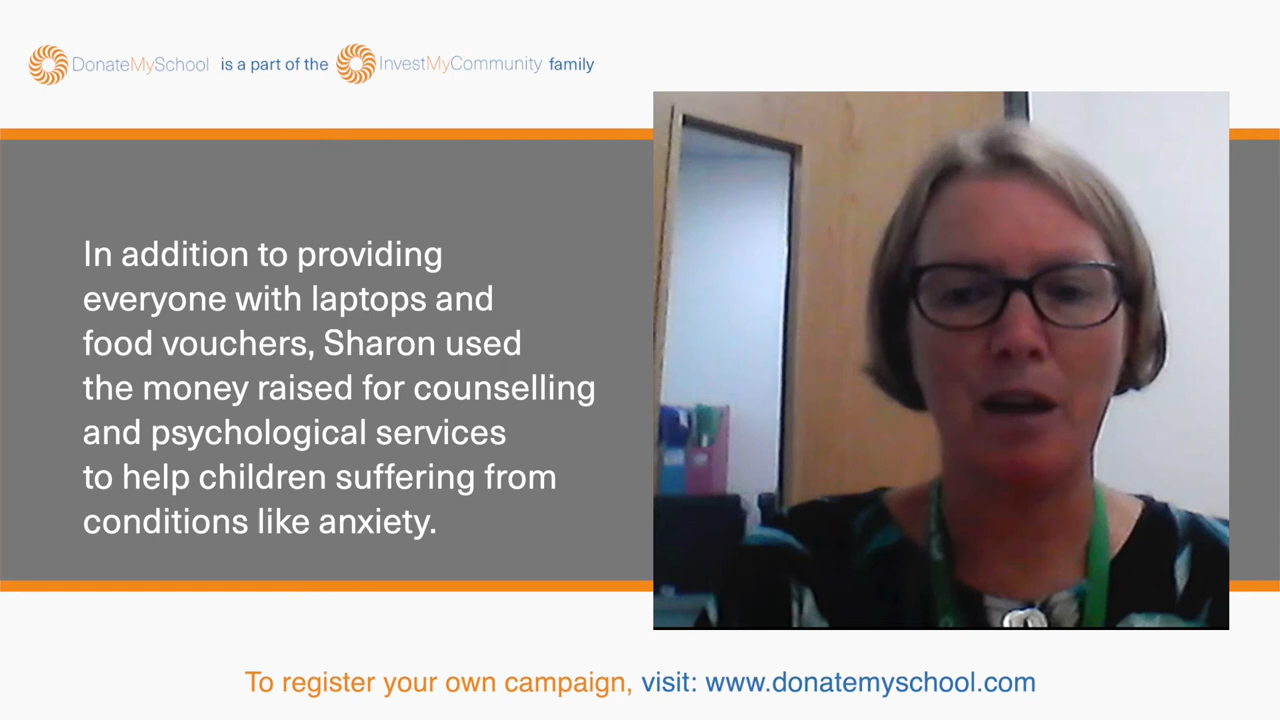 DonateMySchool is a part of the InvestMyCommunity family
In addition to providing
everyone with laptops and
food vouchers, Sharon used
the money raised for counselling
and psychological services
to help children suffering from
conditions like anxiety.
To register your own campaign, visit: www.donatemyschool.com